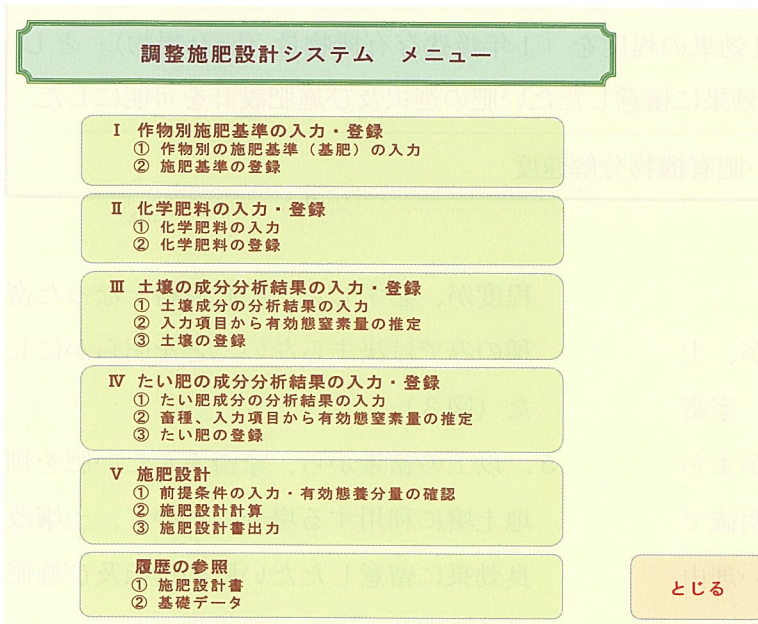 調整施肥設計システム　メニュー
Ⅰ 作物別施肥基準の入力・登録
① 作物別の施肥基準（基肥）の入力
② 施肥基準の登録
Ⅱ 化学肥料の入力・登録
① 化学肥料の入力
② 化学肥料の登録
Ⅲ 土壌の成分分析結果の入力・登録
① 土壌成分の分析結果の入力
② 入力項目から有効態窒素量の推定
③ 土壌の登録
Ⅳ たい肥の成分分析結果の入力・登録
① たい肥成分の分析結果の入力
② 畜種、入力項目から有効態窒素量の推定
③ たい肥の登録
Ⅴ 施肥設計
① 前提条件の入力・有効態養分量の確認
② 施肥設計計算
③ 施肥設計書出力
履歴の参照
① 施肥設計書
② 基礎データ
とじる